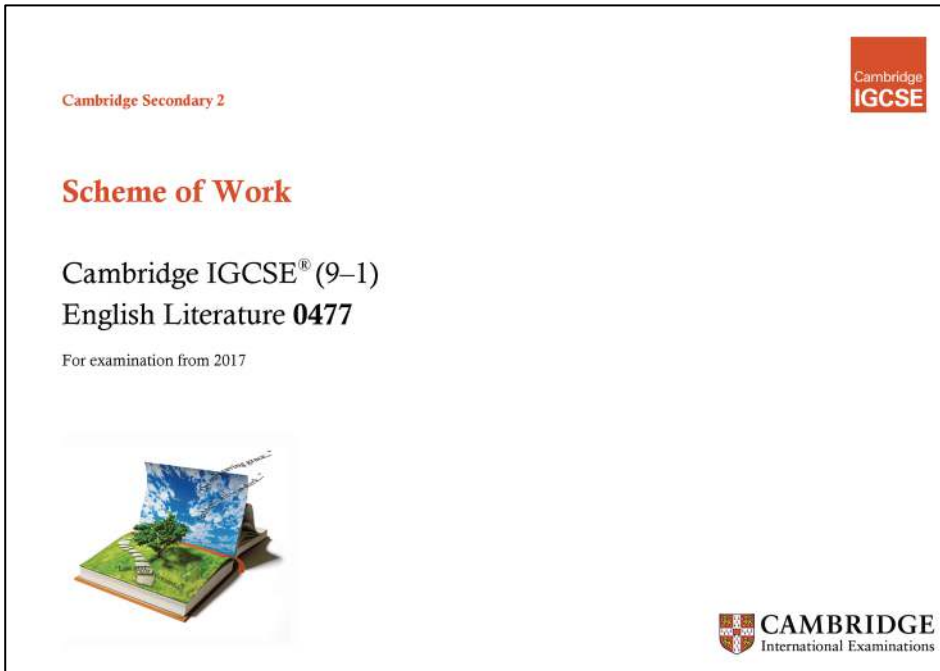 Cambridge
IGCSE
Cambridge Secondary 2
Scheme of Work
Cambridge IGCSE® (9–1)
English Literature 0477
For examination from 2017
CAMBRIDGE
International Examinations